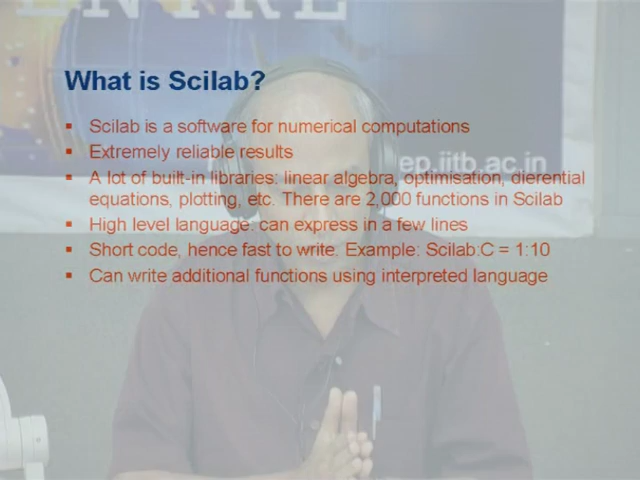 ENTRE
What is Scilab?
▪ Scilab is a software for numerical computations
▪ Extremely reliable results
ep.iitb.ac.in
▪ A lot of built-in libraries: linear algebra, optimisation, dierential
equations, plotting, etc. There are 2,000 functions in Scilab
▪ High level language. can express in a few lines
▪ Short code, hence fast to write. Example: Scilab:C = 1:10
▪ Can write additional functions using interpreted language